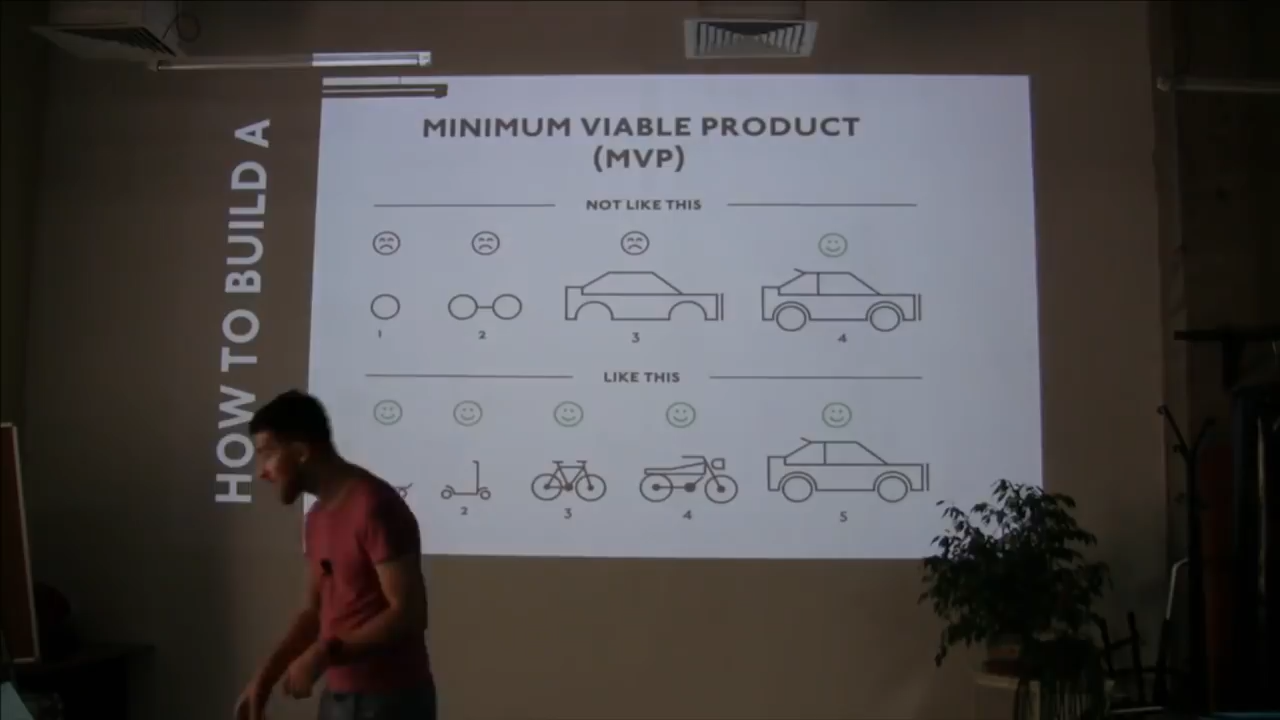 HOW TO BUILD A
MINIMUM VIABLE PRODUCT
(MVP)
NOT LIKE THIS
1 2 3 4
LIKE THIS
2 3 4 5